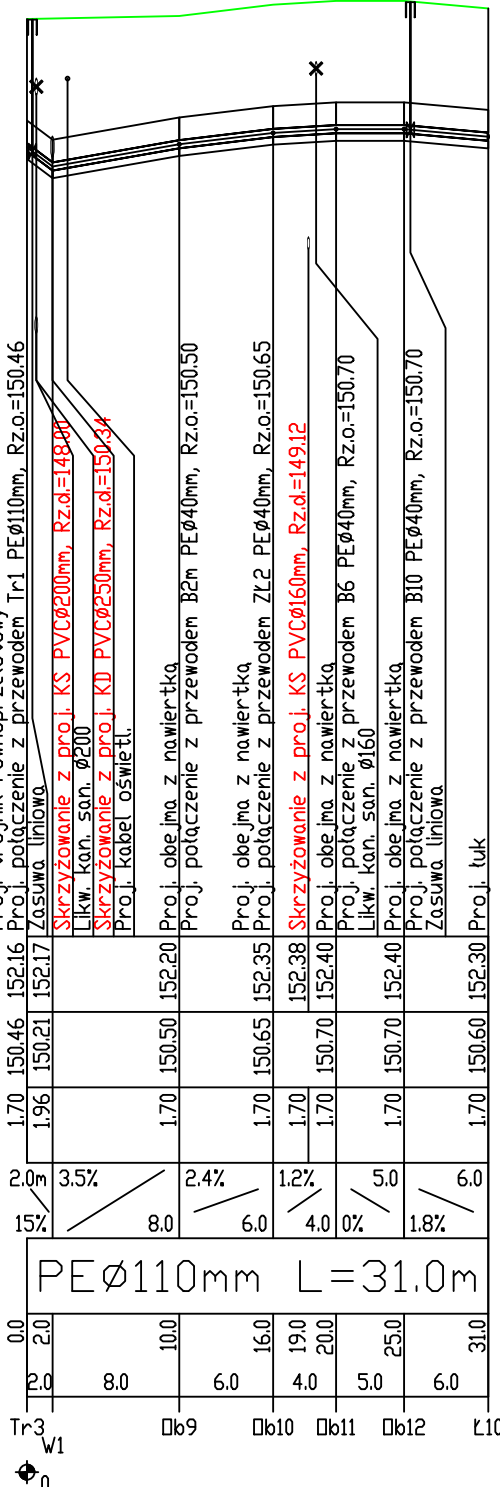 Proj. połączenie z przewodem Tr1 PEØ110mm, Rz.o.=150.46
Zasuwa liniowa
Skrzyżowanie z proj. KS PVCØ200mm, Rz.d.=148.00
Likw. kan. san. Ø200
Skrzyżowanie z proj. KD PVCØ250mm, Rz.d.=150.34
Proj. kabel oświetl.
Proj. obejma z nawiertką
Proj. połączenie z przewodem B2m PEØ40mm, Rz.o.=150.50
Proj. obejma z nawiertką
Proj. połączenie z przewodem ZŁ2 PEØ40mm, Rz.o.=150.65
Skrzyżowanie z proj. KS PVCØ160mm, Rz.d.=149.12
Proj. obejma z nawiertką
Proj. połączenie z przewodem B6 PEØ40mm, Rz.o.=150.70
Likw. kan. san. Ø160
Proj. obejma z nawiertką
Proj. połączenie z przewodem B10 PEØ40mm, Rz.o.=150.70
Zasuwa liniowa
Proj. łuk
152.16 152.17 152.20 152.35 152.38 152.40 152.40 152.30
150.46 150.21 150.50 150.65 150.70 150.70 150.60
1.70 1.96 1.70 1.70 1.70 1.70 1.70 1.70
2.0m 3.5% 2.4% 1.2% 5.0 6.0
15% 8.0 6.0 4.0 0% 1.8%
PEØ110mm L=31.0m
0.0 2.0 10.0 16.0 19.0 20.0 25.0 31.0
2.0 8.0 6.0 4.0 5.0 6.0
Tr3 Ob9 Ob10 Ob11 Ob12 Ł10
W1